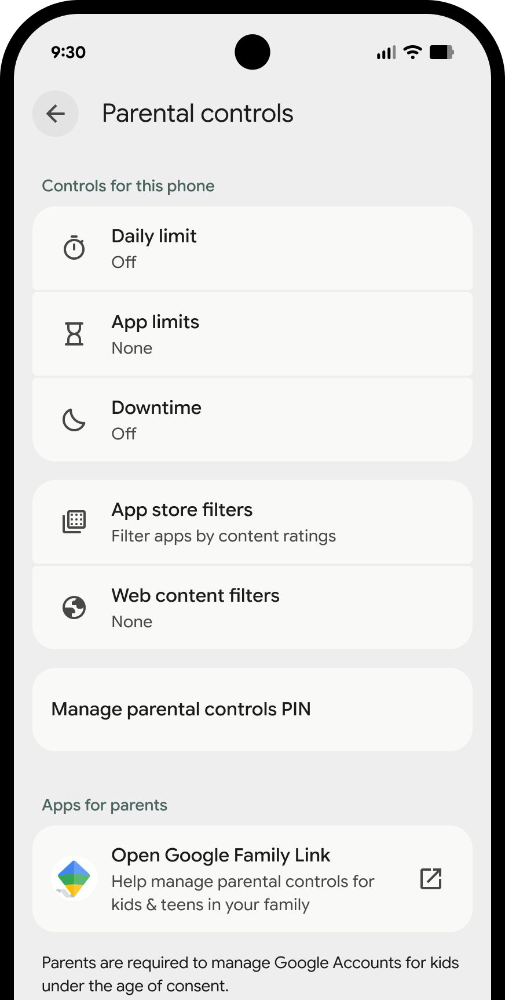 9:30
Parental controls
Controls for this phone
Daily limit
Off
App limits
None
Downtime
Off
App store filters
Filter apps by content ratings
Web content filters
None
Manage parental controls PIN
Apps for parents
Open Google Family Link
Help manage parental controls for
kids & teens in your family
Parents are required to manage Google Accounts for kids
under the age of consent.